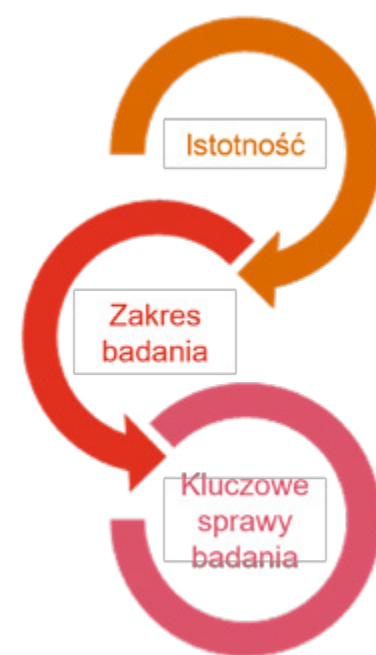 Istotność
Zakres
badania
Kluczowe
sprawy
badania